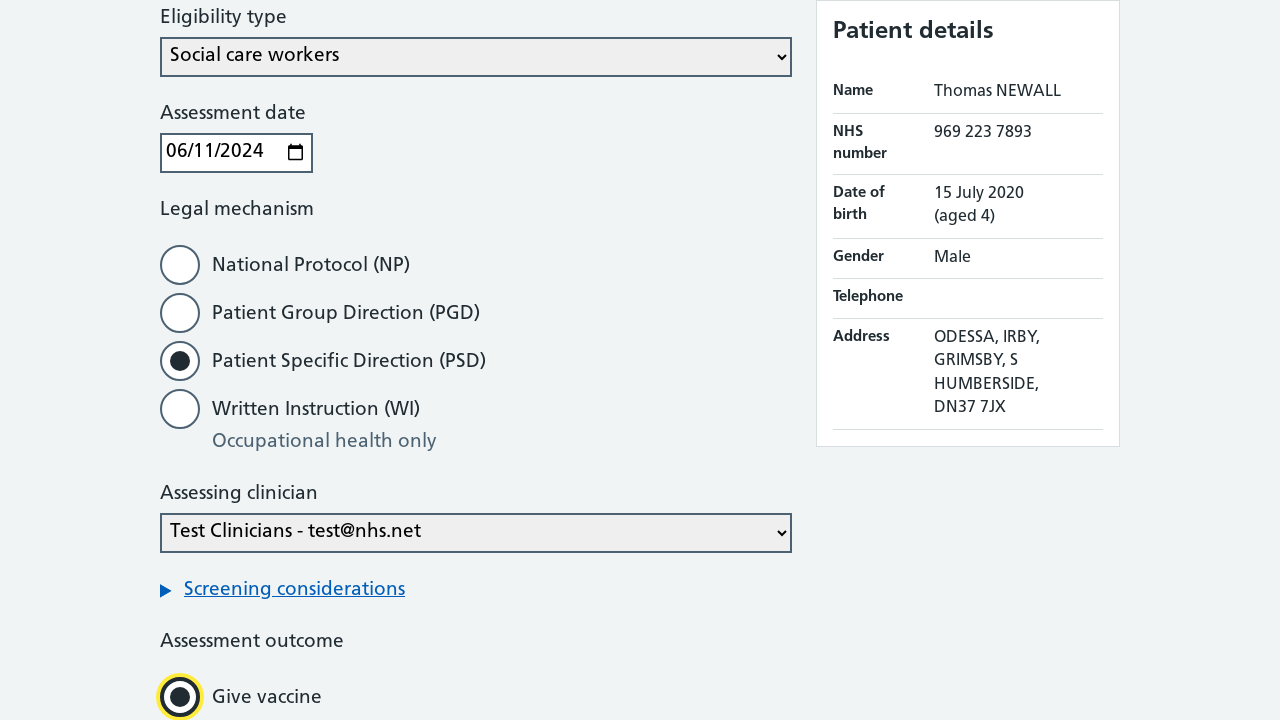 Eligibility type
Social care workers
Assessment date
06/11/2024
Legal mechanism
National Protocol (NP)
Patient Group Direction (PGD)
Patient Specific Direction (PSD)
Written Instruction (WI)
Occupational health only
Assessing clinician
Test Clinicians - test@nhs.net
Screening considerations
Assessment outcome
Give vaccine
Patient details
Name Thomas NEWALL
NHS 969 223 7893
number
Date of 15 July 2020
birth (aged 4)
Gender Male
Telephone
Address ODESSA, IRBY,
GRIMSBY, S
HUMBERSIDE,
DN37 7JX